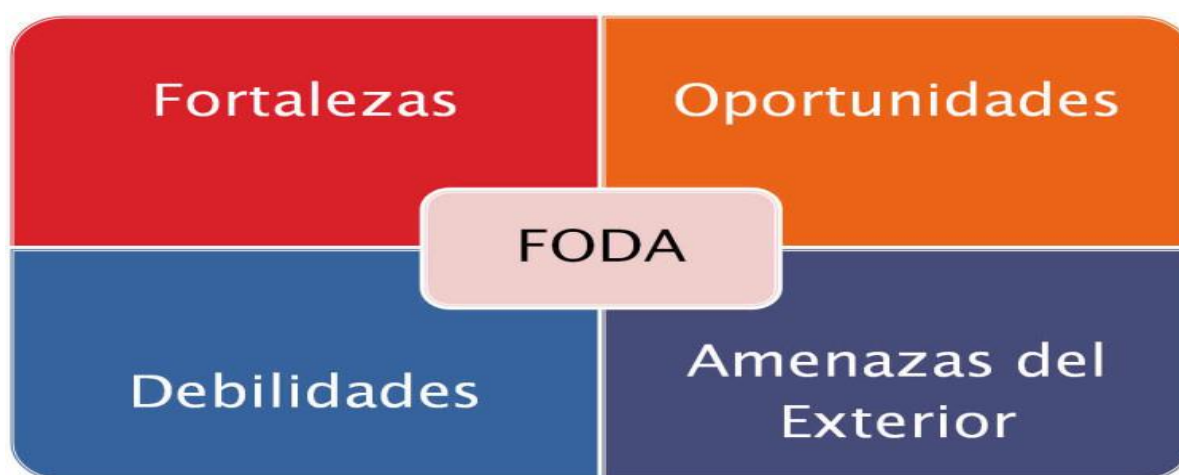 Fortalezas
Oportunidades
FODA
Debilidades
Amenazas del
Exterior